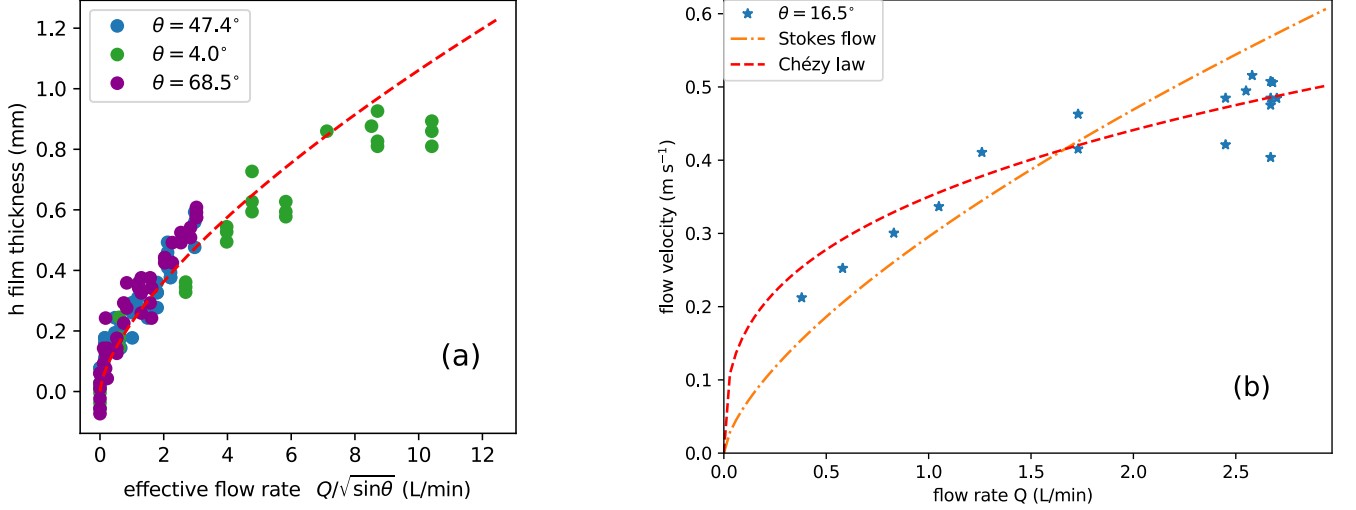 θ = 47.4°
θ = 4.0°
θ = 68.5°
h film thickness (mm)
1.2
1.0
0.8
0.6
0.4
0.2
0.0
(a)
0 2 4 6 8 10 12
effective flow rate Q/√sinθ (L/min)
θ = 16.5°
Stokes flow
Chézy law
flow velocity (m s⁻¹)
0.6
0.5
0.4
0.3
0.2
0.1
0.0
(b)
0.0 0.5 1.0 1.5 2.0 2.5
flow rate Q (L/min)